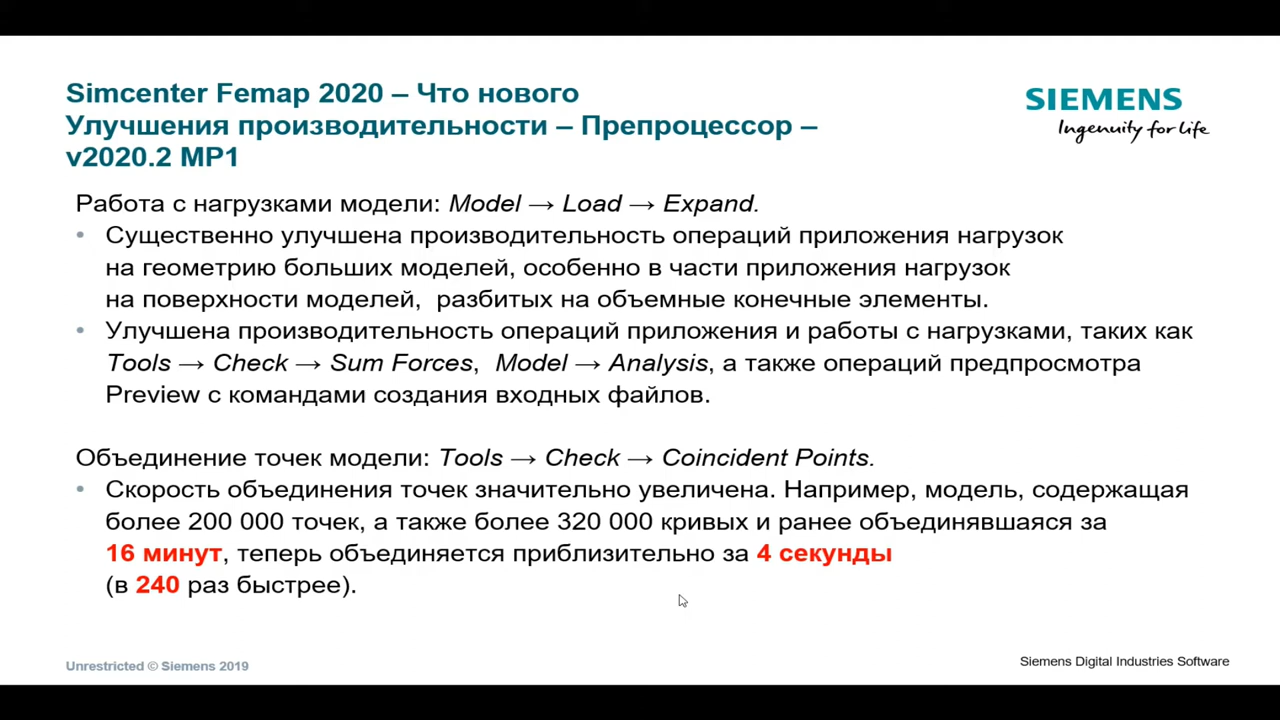 Simcenter Femap 2020 – Что нового
Улучшения производительности – Препроцессор –
v2020.2 MP1
SIEMENS
Ingenuity for life
Работа с нагрузками модели: Model → Load → Expand.
• Существенно улучшена производительность операций приложения нагрузок
на геометрию больших моделей, особенно в части приложения нагрузок
на поверхности моделей, разбитых на объемные конечные элементы.
• Улучшена производительность операций приложения и работы с нагрузками, таких как
Tools → Check → Sum Forces, Model → Analysis, а также операций предпросмотра
Preview с командами создания входных файлов.
Объединение точек модели: Tools → Check → Coincident Points.
• Скорость объединения точек значительно увеличена. Например, модель, содержащая
более 200 000 точек, а также более 320 000 кривых и ранее объединявшаяся за
16 минут, теперь объединяется приблизительно за 4 секунды
(в 240 раз быстрее).
Unrestricted © Siemens 2019
Siemens Digital Industries Software